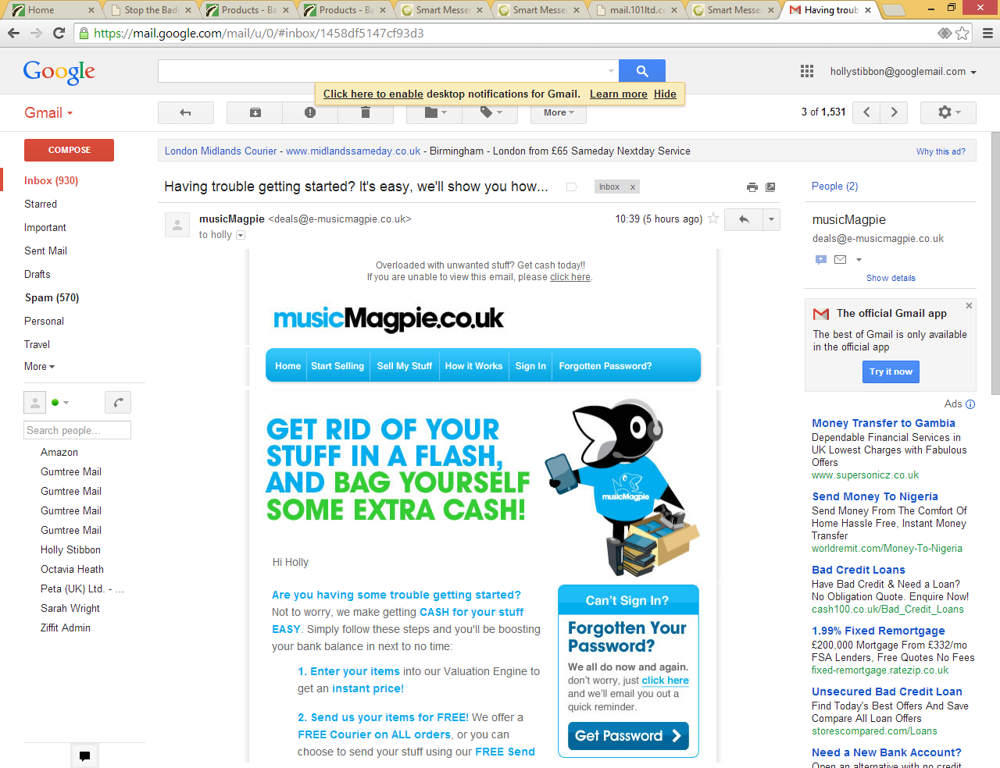 Home
Stop the Bad
Products - Ba
Products - Ba
Smart Messe
Smart Messe
mail.101ltd.c
Smart Messe
Having troub
https://mail.google.com/mail/u/0/#inbox/1458df5147cf93d3
Google
hollystibbon@googlemail.com
Click here to enable desktop notifications for Gmail. Learn more Hide
Gmail
More
3 of 1,531
COMPOSE
Inbox (930)
Starred
Important
Sent Mail
Drafts
Spam (570)
Personal
Travel
More
Search people...
Amazon
Gumtree Mail
Gumtree Mail
Gumtree Mail
Gumtree Mail
Holly Stibbon
Octavia Heath
Peta (UK) Ltd. - ...
Sarah Wright
Ziffit Admin
London Midlands Courier - www.midlandssameday.co.uk - Birmingham - London from £65 Sameday Nextday Service
Why this ad?
Having trouble getting started? It's easy, we'll show you how...
Inbox x
musicMagpie <deals@e-musicmagpie.co.uk>
10:39 (5 hours ago)
to holly
Overloaded with unwanted stuff? Get cash today!!
If you are unable to view this email, please click here.
musicMagpie.co.uk
Home
Start Selling
Sell My Stuff
How it Works
Sign In
Forgotten Password?
GET RID OF YOUR
STUFF IN A FLASH,
AND BAG YOURSELF
SOME EXTRA CASH!
musicMagpie
Hi Holly
Are you having some trouble getting started?
Not to worry, we make getting CASH for your stuff
EASY. Simply follow these steps and you'll be boosting
your bank balance in next to no time:
1. Enter your items into our Valuation Engine to
get an instant price!
2. Send us your items for FREE! We offer a
FREE Courier on ALL orders, or you can
choose to send your stuff using our FREE Send
Can't Sign In?
Forgotten Your
Password?
We all do now and again.
don't worry, just click here
and we'll email you out a
quick reminder.
Get Password
People (2)
musicMagpie
deals@e-musicmagpie.co.uk
Show details
The official Gmail app
The best of Gmail is only available
in the official app
Try it now
Ads
Money Transfer to Gambia
Dependable Financial Services in
UK Lowest Charges with Fabulous
Offers
www.supersonicz.co.uk
Send Money To Nigeria
Send Money From The Comfort Of
Home Hassle Free, Instant Money
Transfer
worldremit.com/Money-To-Nigeria
Bad Credit Loans
Have Bad Credit & Need a Loan?
No Obligation Quote. Enquire Now!
cash100.co.uk/Bad_Credit_Loans
1.99% Fixed Remortgage
£200,000 Mortgage From £332/mo
FSA Lenders, Free Quotes No Fees
fixed-remortgage.ratezip.co.uk
Unsecured Bad Credit Loan
Find Today's Best Offers And Save
Compare All Loan Offers
storescompared.com/Loans
Need a New Bank Account?
Open an alternative with no credit